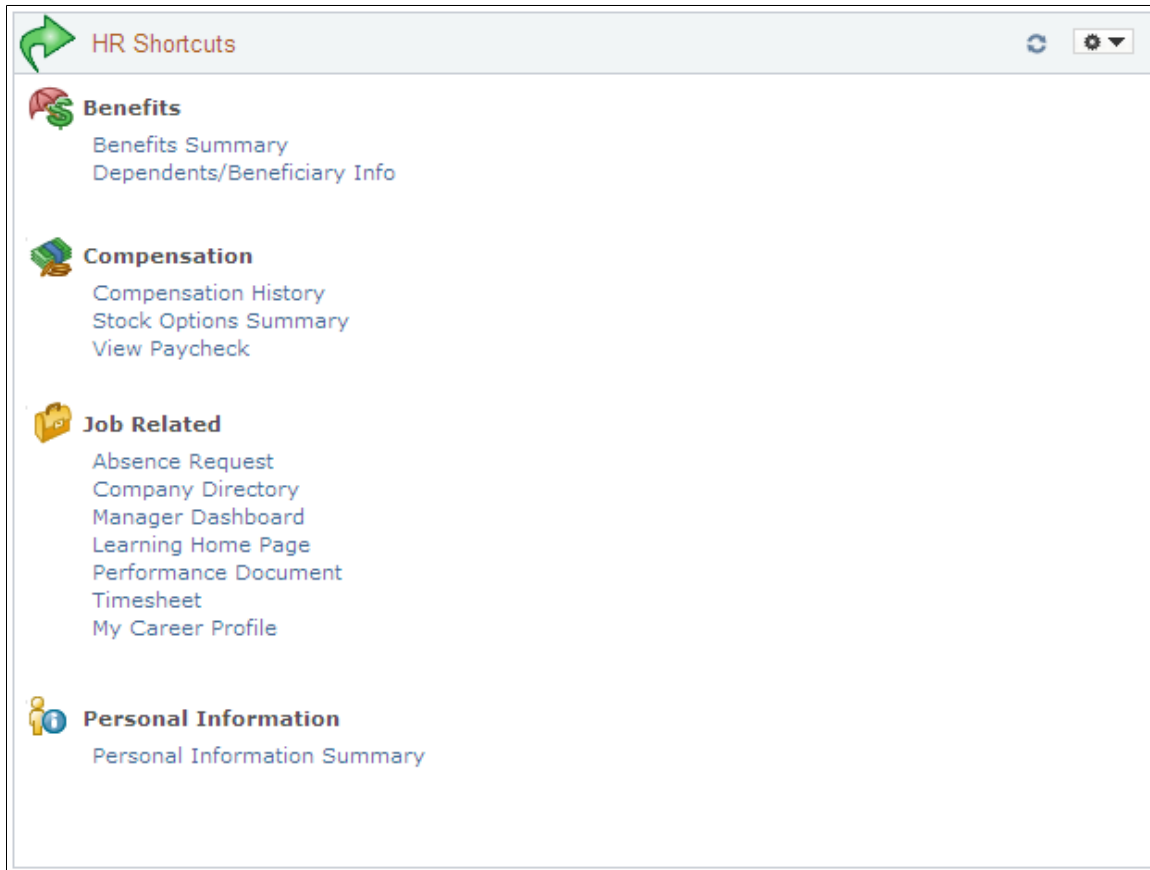 HR Shortcuts
Benefits
Benefits Summary
Dependents/Beneficiary Info
Compensation
Compensation History
Stock Options Summary
View Paycheck
Job Related
Absence Request
Company Directory
Manager Dashboard
Learning Home Page
Performance Document
Timesheet
My Career Profile
Personal Information
Personal Information Summary